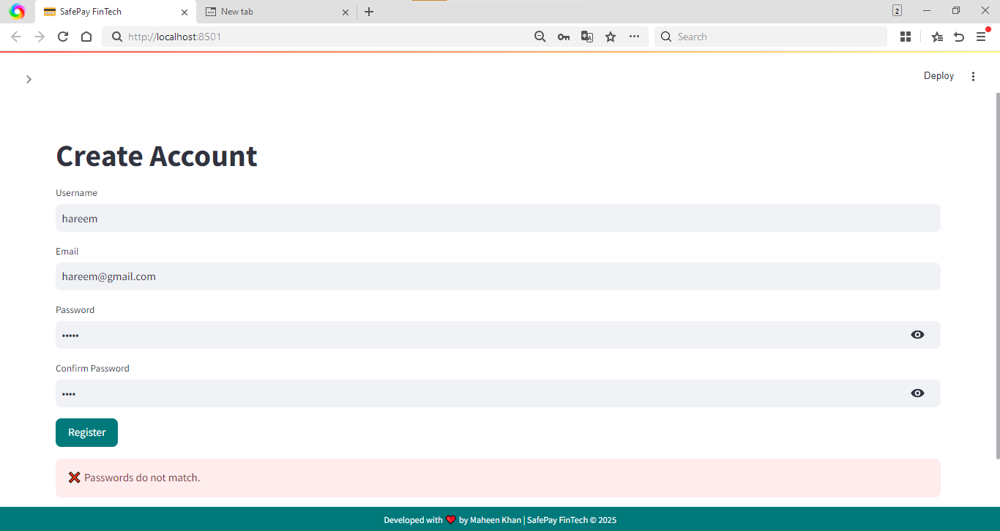 SafePay FinTech
New tab
2
http://localhost:8501
Search
Deploy
Create Account
Username
hareem
Email
hareem@gmail.com
Password
•••••
Confirm Password
••••
Register
❌ Passwords do not match.
Developed with ❤️ by Maheen Khan | SafePay FinTech © 2025